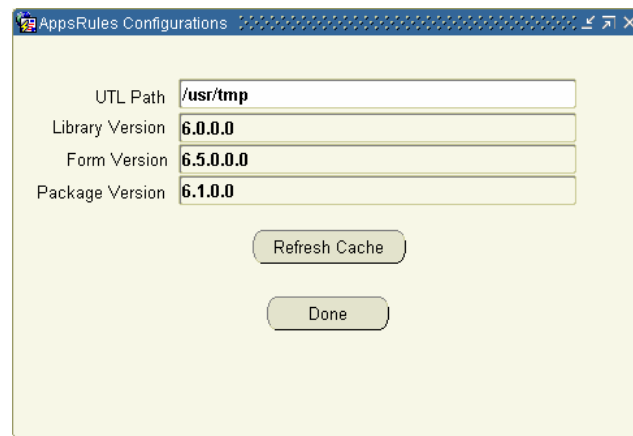 AppsRules Configurations
UTL Path /usr/tmp
Library Version 6.0.0.0
Form Version 6.5.0.0.0
Package Version 6.1.0.0
Refresh Cache
Done